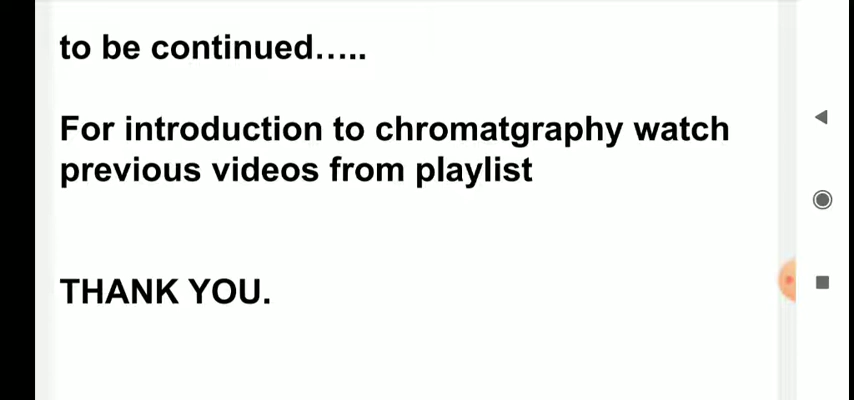 to be continued.....
For introduction to chromatgraphy watch
previous videos from playlist
THANK YOU.